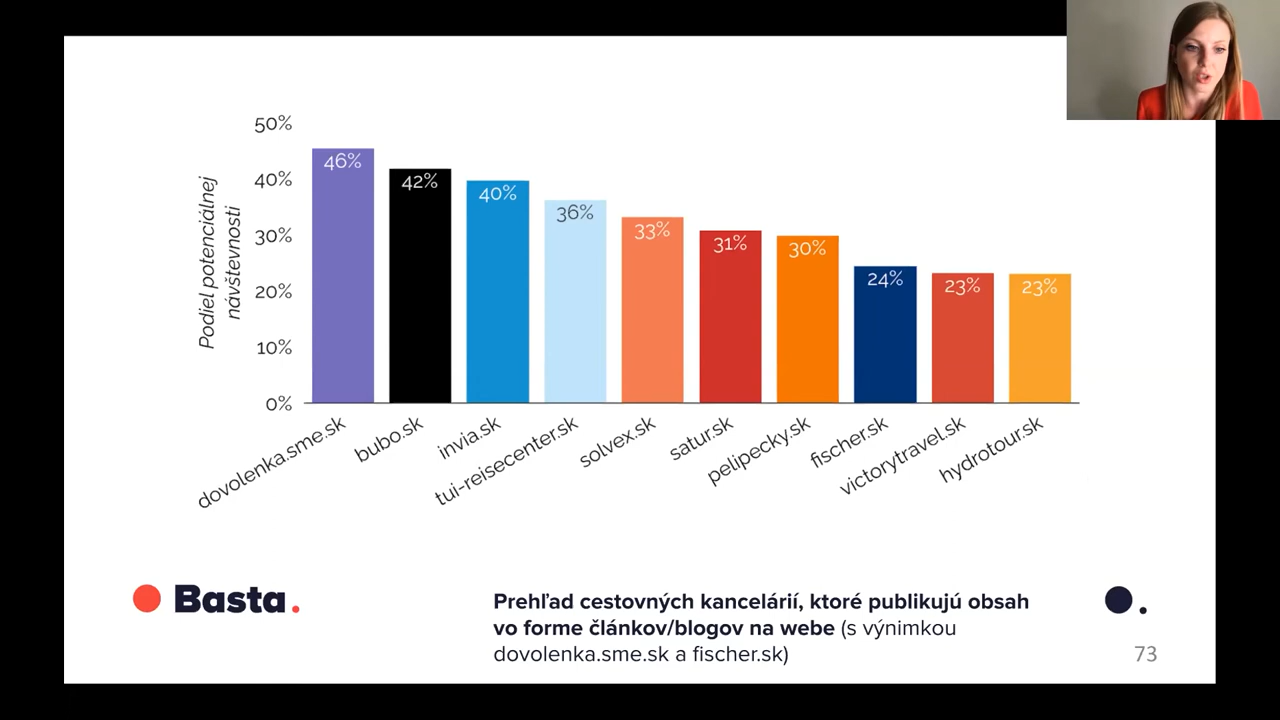 50%
40%
30%
20%
10%
0%
Podiel potenciálnej
návštevnosti
46%
42%
40%
36%
33%
31%
30%
24%
23%
23%
dovolenka.sme.sk
bubo.sk
invia.sk
tui-reisecenter.sk
solvex.sk
satur.sk
pelipecky.sk
fischer.sk
victorytravel.sk
hydrotour.sk
Basta.
Prehľad cestovných kancelárií, ktoré publikujú obsah
vo forme článkov/blogov na webe (s výnimkou
dovolenka.sme.sk a fischer.sk)
73